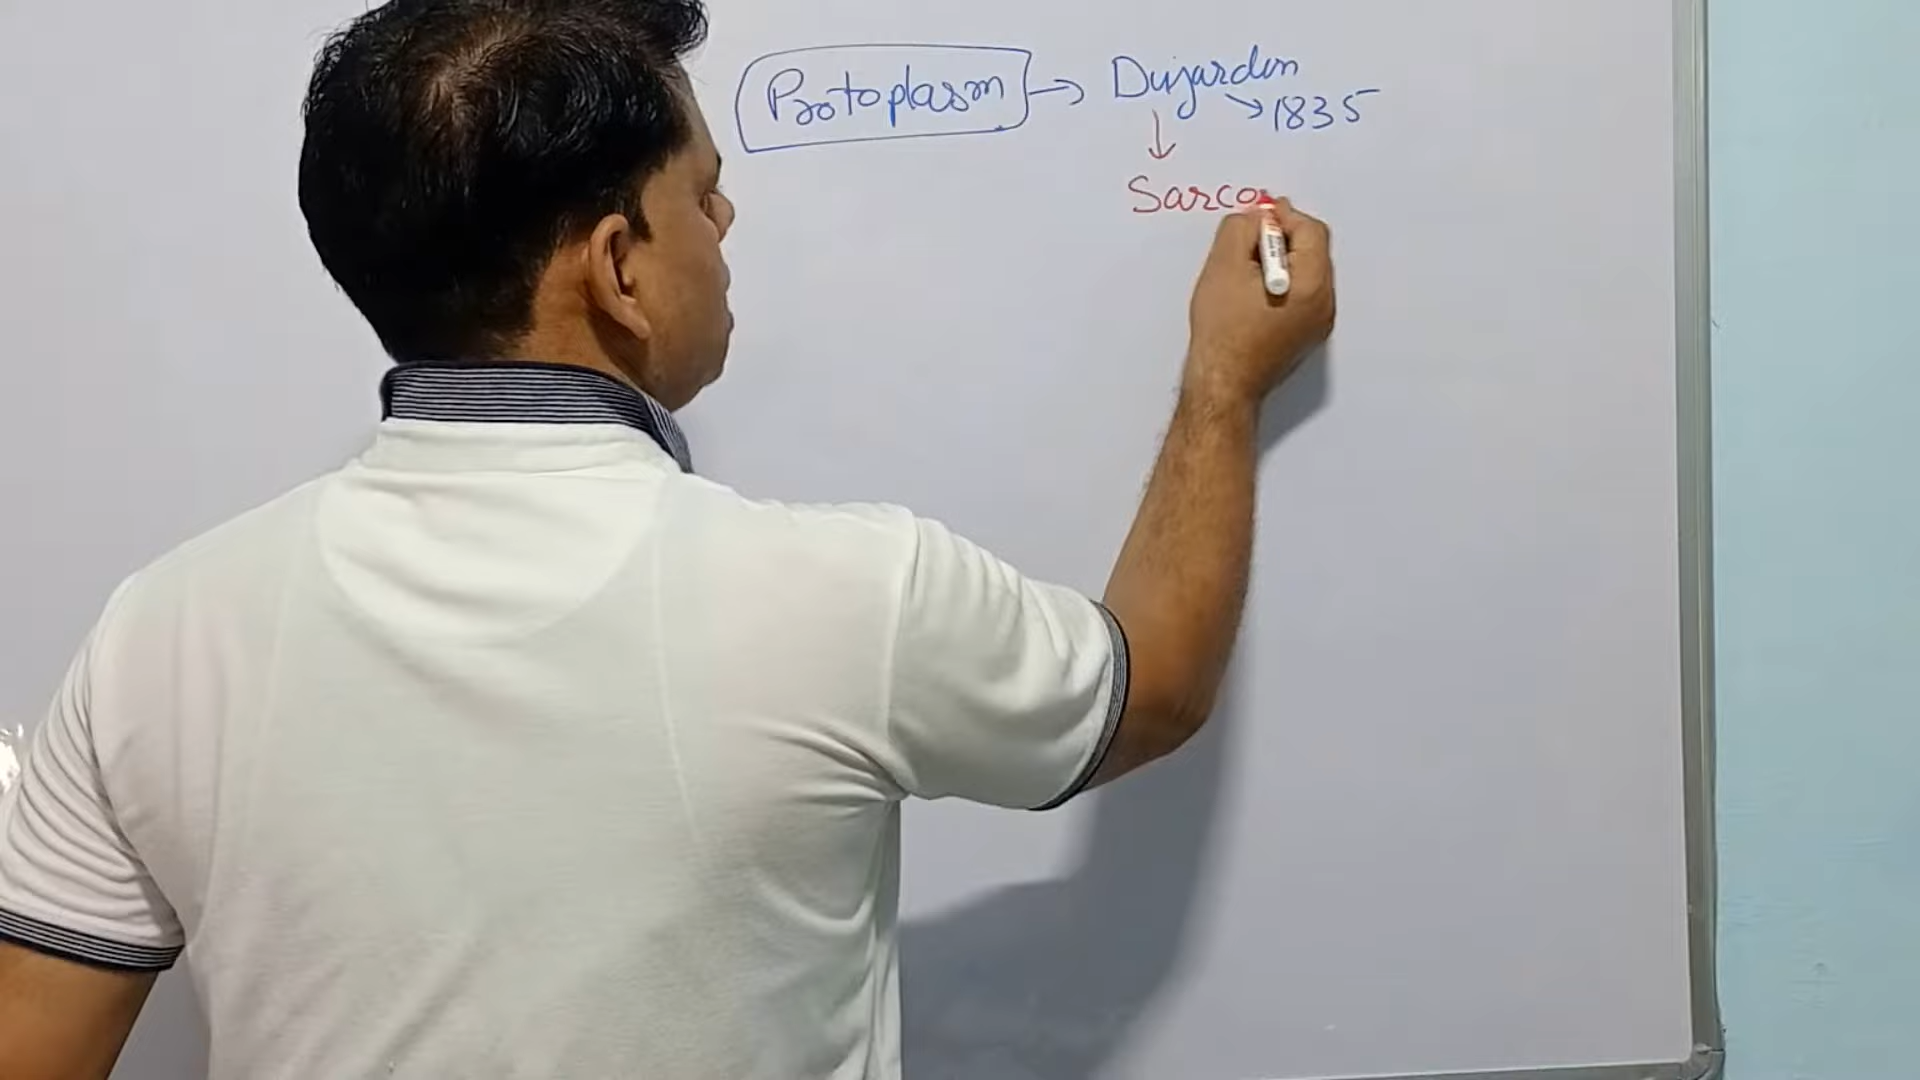 Protoplasm → Dujardin
→ 1835
↓
Sarco